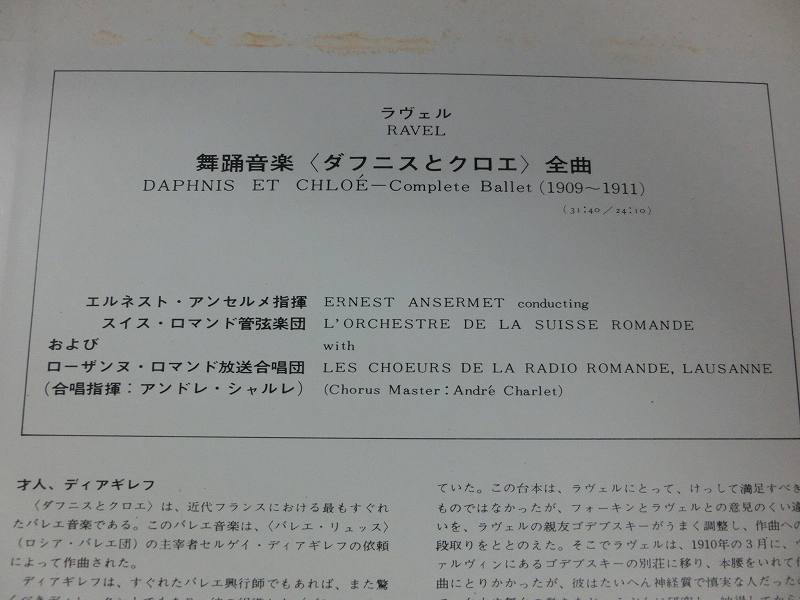 ラヴェル
RAVEL
舞踊音楽〈ダフニスとクロエ〉全曲
DAPHNIS ET CHLOÉ—Complete Ballet (1909〜1911)
(31:40/24:10)
エルネスト・アンセルメ指揮 ERNEST ANSERMET conducting
スイス・ロマンド管弦楽団 L'ORCHESTRE DE LA SUISSE ROMANDE
および with
ローザンヌ・ロマンド放送合唱団 LES CHOEURS DE LA RADIO ROMANDE, LAUSANNE
(合唱指揮：アンドレ・シャルレ) (Chorus Master : André Charlet)
才人、ディアギレフ
〈ダフニスとクロエ〉は、近代フランスにおける最もすぐれ
たバレエ音楽である。このバレエ音楽は、〈バレエ・リュッス〉
(ロシア・バレエ団)の主宰者セルゲイ・ディアギレフの依頼
によって作曲された。
ディアギレフは、すぐれたバレエ興行師でもあれば、また驚
ていた。この台本は、ラヴェルにとって、けっして満足すべき
ものではなかったが、フォーキンとラヴェルとの意見のくい違
いを、ラヴェルの親友ゴデブスキーがうまく調整し、作曲への
段取りをととのえた。そこでラヴェルは、1910年の3月に、ヴ
ァルヴィンにあるゴデブスキーの別荘に移り、本腰をいれて作
曲にとりかかったが、彼はたいへん神経質で慎重な人だったの